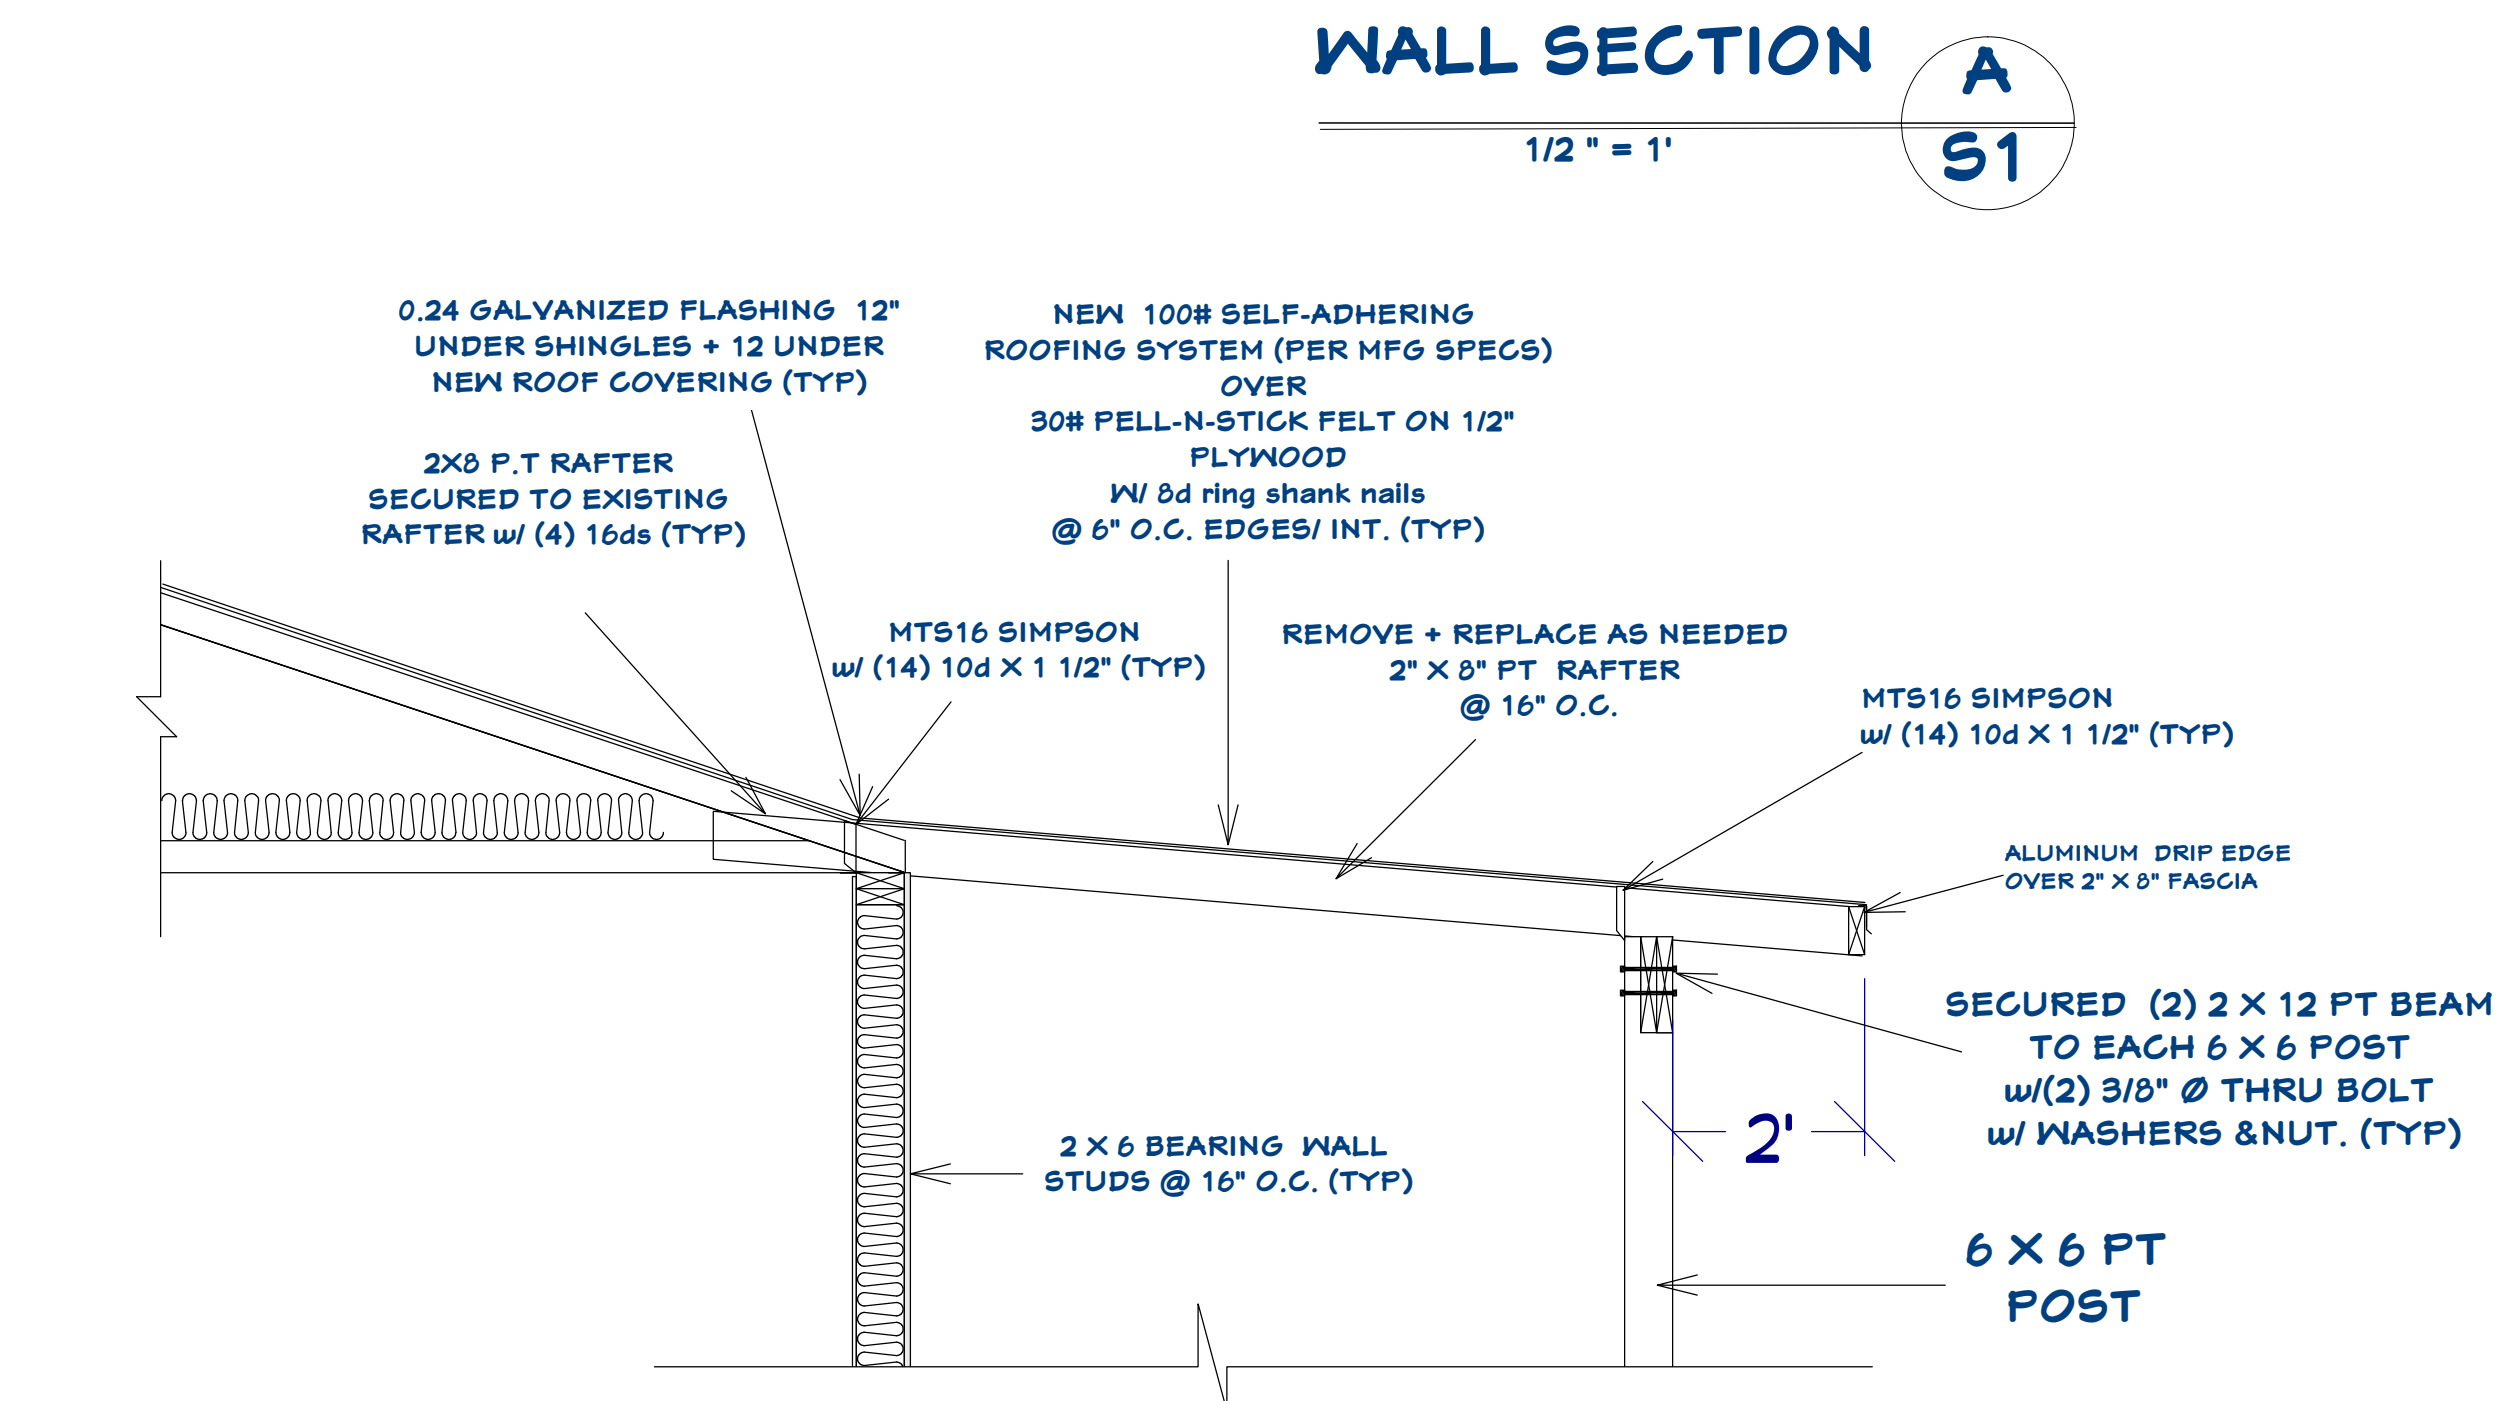 WALL SECTION
A
S1
1/2 " = 1'
0.24 GALVANIZED FLASHING 12"
UNDER SHINGLES + 12 UNDER
NEW ROOF COVERING (TYP)
NEW 100# SELF-ADHERING
ROOFING SYSTEM (PER MFG SPECS)
OVER
30# PELL-N-STICK FELT ON 1/2"
PLYWOOD
W/ 8d ring shank nails
@ 6" O.C. EDGES/ INT. (TYP)
2X8 P.T RAFTER
SECURED TO EXISTING
RAFTER w/ (4) 16ds (TYP)
MTS16 SIMPSON
w/ (14) 10d X 1 1/2" (TYP)
REMOVE + REPLACE AS NEEDED
2" X 8" PT RAFTER
@ 16" O.C.
MTS16 SIMPSON
w/ (14) 10d X 1 1/2" (TYP)
ALUMINUM DRIP EDGE
OVER 2" X 8" FASCIA
SECURED (2) 2 X 12 PT BEAM
TO EACH 6 X 6 POST
w/(2) 3/8" Ø THRU BOLT
w/ WASHERS &NUT. (TYP)
2'
2 X 6 BEARING WALL
STUDS @ 16" O.C. (TYP)
6 X 6 PT
POST